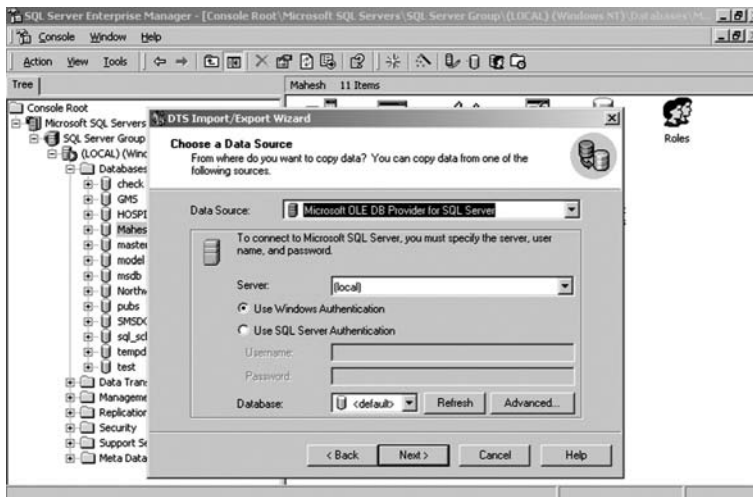 SQL Server Enterprise Manager - [Console Root\Microsoft SQL Servers\SQL Server Group\(LOCAL) (Windows NT)\Databases\M...
Console Window Help
Action View Tools
Tree
Mahesh 11 Items
Console Root
Microsoft SQL Servers
SQL Server Group
(LOCAL) (Winc
Databases
check
GMS
HOSPI
Mahes
master
model
msdb
Northw
pubs
SMSDC
sql_scl
tempd
test
Data Tran
Manageme
Replication
Security
Support Se
Meta Data
Roles
DTS Import/Export Wizard
Choose a Data Source
From where do you want to copy data? You can copy data from one of the
following sources.
Data Source: Microsoft OLE DB Provider for SQL Server
To connect to Microsoft SQL Server, you must specify the server, user
name, and password.
Server: (local)
Use Windows Authentication
Use SQL Server Authentication
Username:
Password:
Database: <default> Refresh Advanced...
< Back Next > Cancel Help